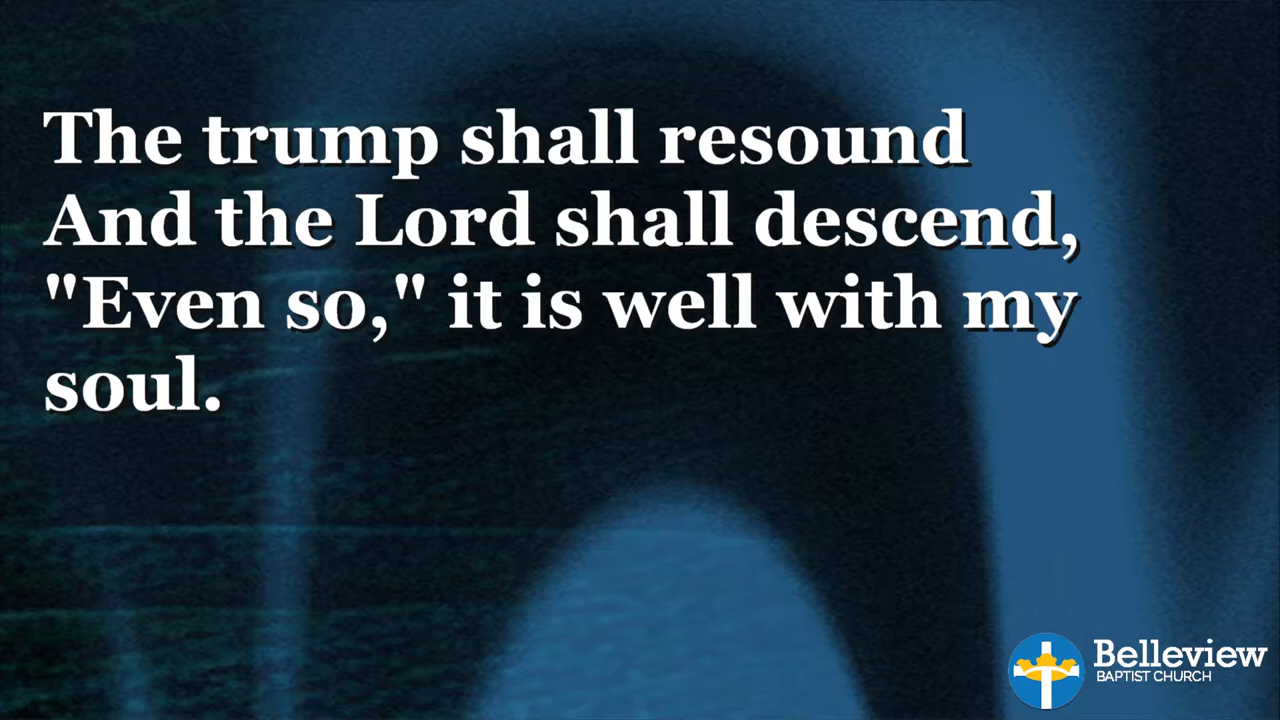 The trump shall resound
And the Lord shall descend,
"Even so," it is well with my
soul.
Belleview
BAPTIST CHURCH